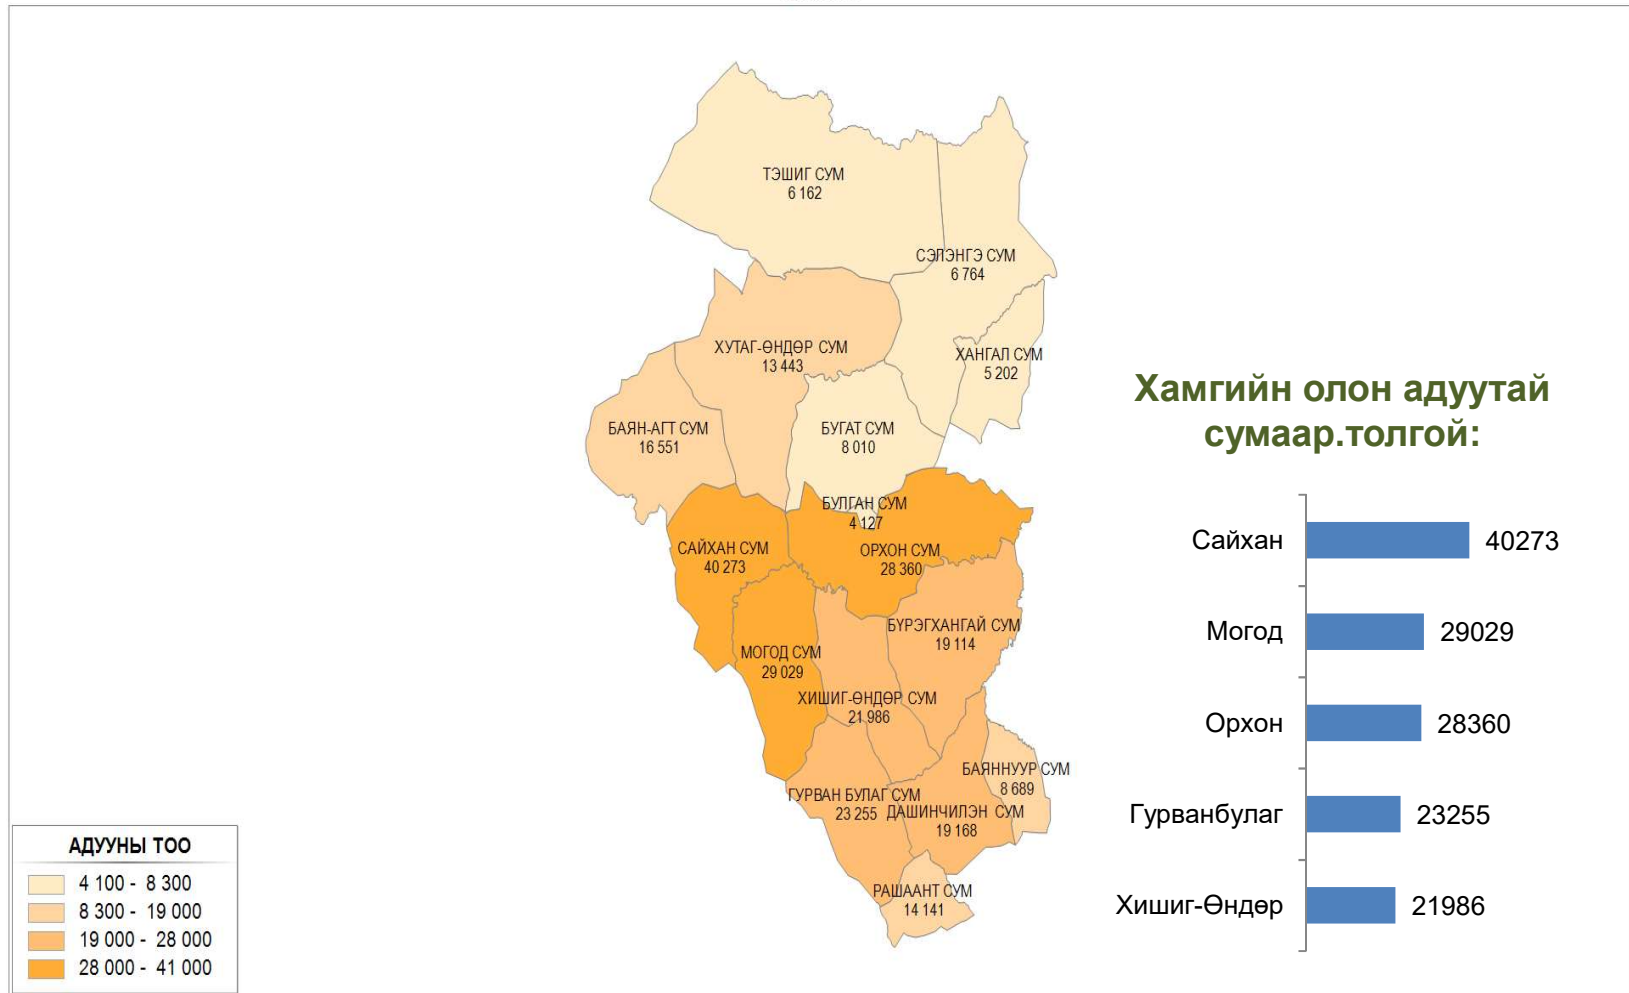 ТЭШИГ СУМ
6 162
СЭЛЭНГЭ СУМ
6 764
ХУТАГ-ӨНДӨР СУМ
13 443
ХАНГАЛ СУМ
5 202
БАЯН-АГТ СУМ
16 551
БУГАТ СУМ
8 010
БУЛГАН СУМ
4 127
САЙХАН СУМ
40 273
ОРХОН СУМ
28 360
БҮРЭГХАНГАЙ СУМ
19 114
МОГОД СУМ
29 029
ХИШИГ-ӨНДӨР СУМ
21 986
БАЯННУУР СУМ
8 689
ГУРВАН БУЛАГ СУМ
23 255
ДАШИНЧИЛЭН СУМ
19 168
РАШААНТ СУМ
14 141
АДУУНЫ ТОО
4 100 - 8 300
8 300 - 19 000
19 000 - 28 000
28 000 - 41 000
Хамгийн олон адуутай
сумаар.толгой:
Сайхан 40273
Могод 29029
Орхон 28360
Гурванбулаг 23255
Хишиг-Өндөр 21986